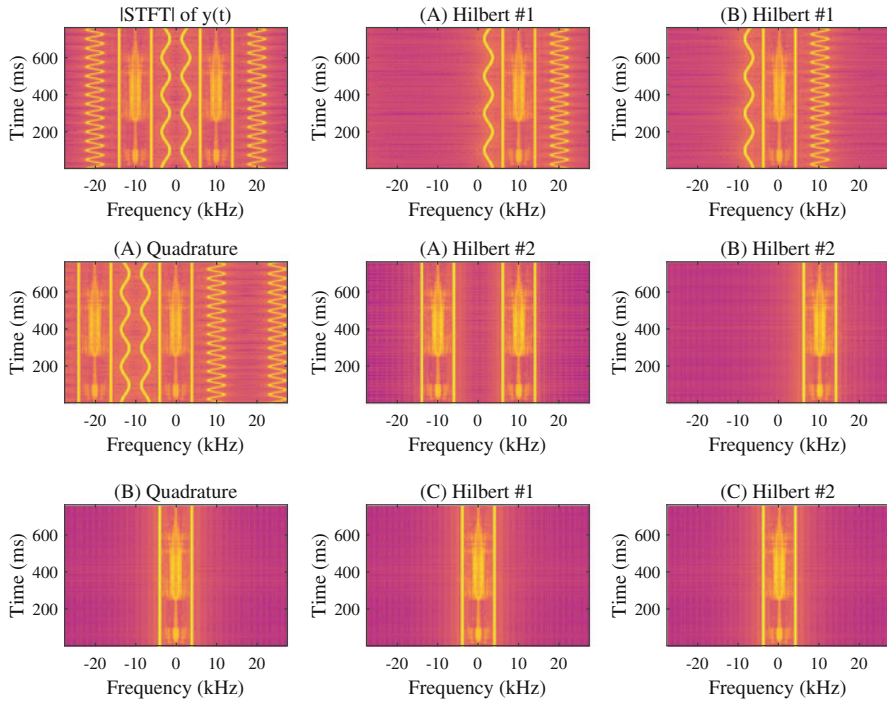 |STFT| of y(t)
(A) Hilbert #1
(B) Hilbert #1
Time (ms)
600
400
200
-20 -10 0 10 20
Frequency (kHz)
Time (ms)
600
400
200
-20 -10 0 10 20
Frequency (kHz)
Time (ms)
600
400
200
-20 -10 0 10 20
Frequency (kHz)
(A) Quadrature
(A) Hilbert #2
(B) Hilbert #2
Time (ms)
600
400
200
-20 -10 0 10 20
Frequency (kHz)
Time (ms)
600
400
200
-20 -10 0 10 20
Frequency (kHz)
Time (ms)
600
400
200
-20 -10 0 10 20
Frequency (kHz)
(B) Quadrature
(C) Hilbert #1
(C) Hilbert #2
Time (ms)
600
400
200
-20 -10 0 10 20
Frequency (kHz)
Time (ms)
600
400
200
-20 -10 0 10 20
Frequency (kHz)
Time (ms)
600
400
200
-20 -10 0 10 20
Frequency (kHz)